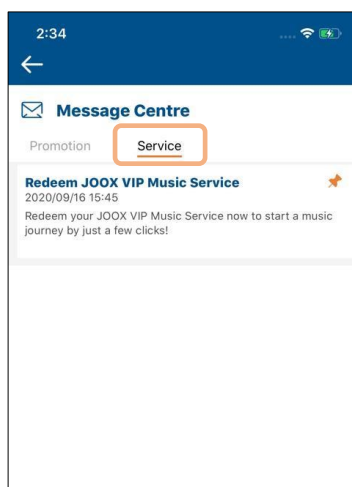 2:34
Message Centre
Promotion Service
Redeem JOOX VIP Music Service
2020/09/16 15:45
Redeem your JOOX VIP Music Service now to start a music
journey by just a few clicks!